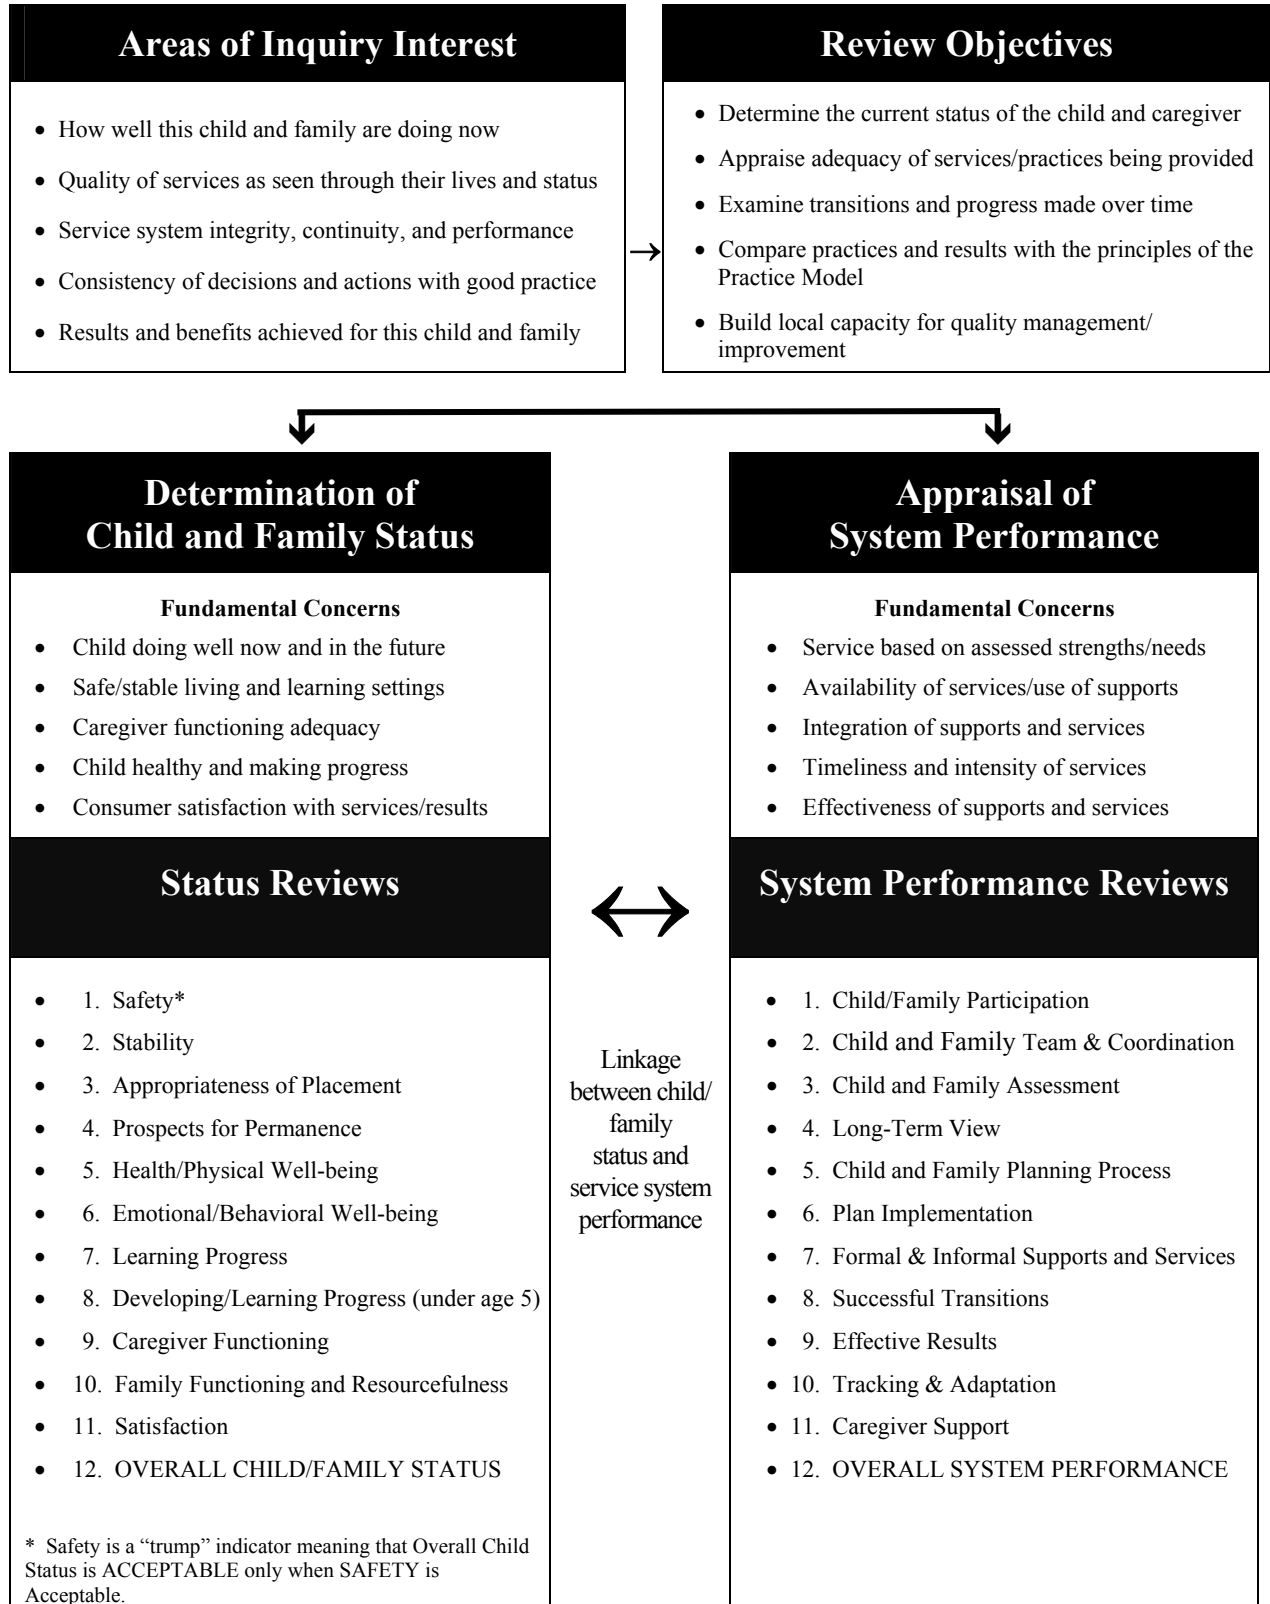 Areas of Inquiry Interest
• How well this child and family are doing now
• Quality of services as seen through their lives and status
• Service system integrity, continuity, and performance
• Consistency of decisions and actions with good practice
• Results and benefits achieved for this child and family
→
Review Objectives
• Determine the current status of the child and caregiver
• Appraise adequacy of services/practices being provided
• Examine transitions and progress made over time
• Compare practices and results with the principles of the
Practice Model
• Build local capacity for quality management/
improvement
Determination of
Child and Family Status
Fundamental Concerns
• Child doing well now and in the future
• Safe/stable living and learning settings
• Caregiver functioning adequacy
• Child healthy and making progress
• Consumer satisfaction with services/results
Status Reviews
• 1. Safety*
• 2. Stability
• 3. Appropriateness of Placement
• 4. Prospects for Permanence
• 5. Health/Physical Well-being
• 6. Emotional/Behavioral Well-being
• 7. Learning Progress
• 8. Developing/Learning Progress (under age 5)
• 9. Caregiver Functioning
• 10. Family Functioning and Resourcefulness
• 11. Satisfaction
• 12. OVERALL CHILD/FAMILY STATUS
* Safety is a “trump” indicator meaning that Overall Child
Status is ACCEPTABLE only when SAFETY is
Acceptable.
↔
Linkage
between child/
family
status and
service system
performance
Appraisal of
System Performance
Fundamental Concerns
• Service based on assessed strengths/needs
• Availability of services/use of supports
• Integration of supports and services
• Timeliness and intensity of services
• Effectiveness of supports and services
System Performance Reviews
• 1. Child/Family Participation
• 2. Child and Family Team & Coordination
• 3. Child and Family Assessment
• 4. Long-Term View
• 5. Child and Family Planning Process
• 6. Plan Implementation
• 7. Formal & Informal Supports and Services
• 8. Successful Transitions
• 9. Effective Results
• 10. Tracking & Adaptation
• 11. Caregiver Support
• 12. OVERALL SYSTEM PERFORMANCE